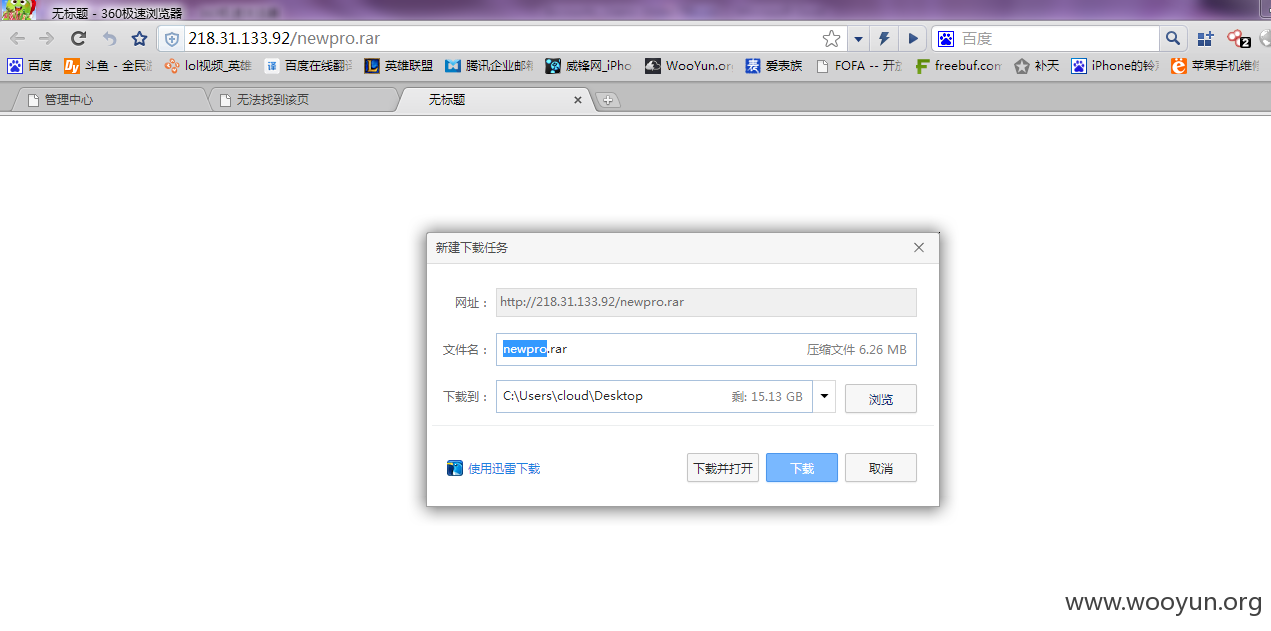 无标题 - 360极速浏览器
218.31.133.92/newpro.rar
百度
百度 斗鱼 - 全民 lol视频_英雄 百度在线翻 英雄联盟 腾讯企业邮 威锋网_iPho WooYun.or 爱表族 FOFA -- 开 freebuf.com 补天 iPhone的铃 苹果手机维
管理中心 无法找到该页 无标题
新建下载任务
网址：
http://218.31.133.92/newpro.rar
文件名：
newpro.rar 压缩文件 6.26 MB
下载到：
C:\Users\cloud\Desktop 剩: 15.13 GB 浏览
使用迅雷下载 下载并打开 下载 取消
www.wooyun.org